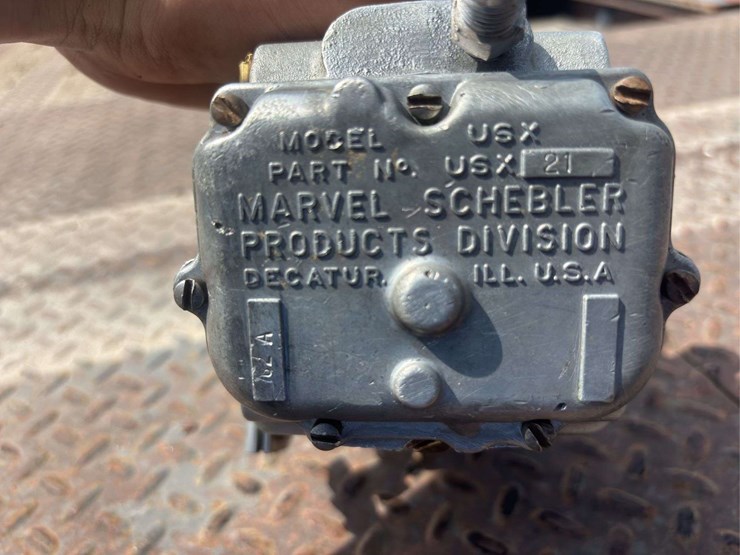 MODEL USX
PART No. USX 21
MARVEL SCHEBLER
PRODUCTS DIVISION
DECATUR. ILL. U.S.A